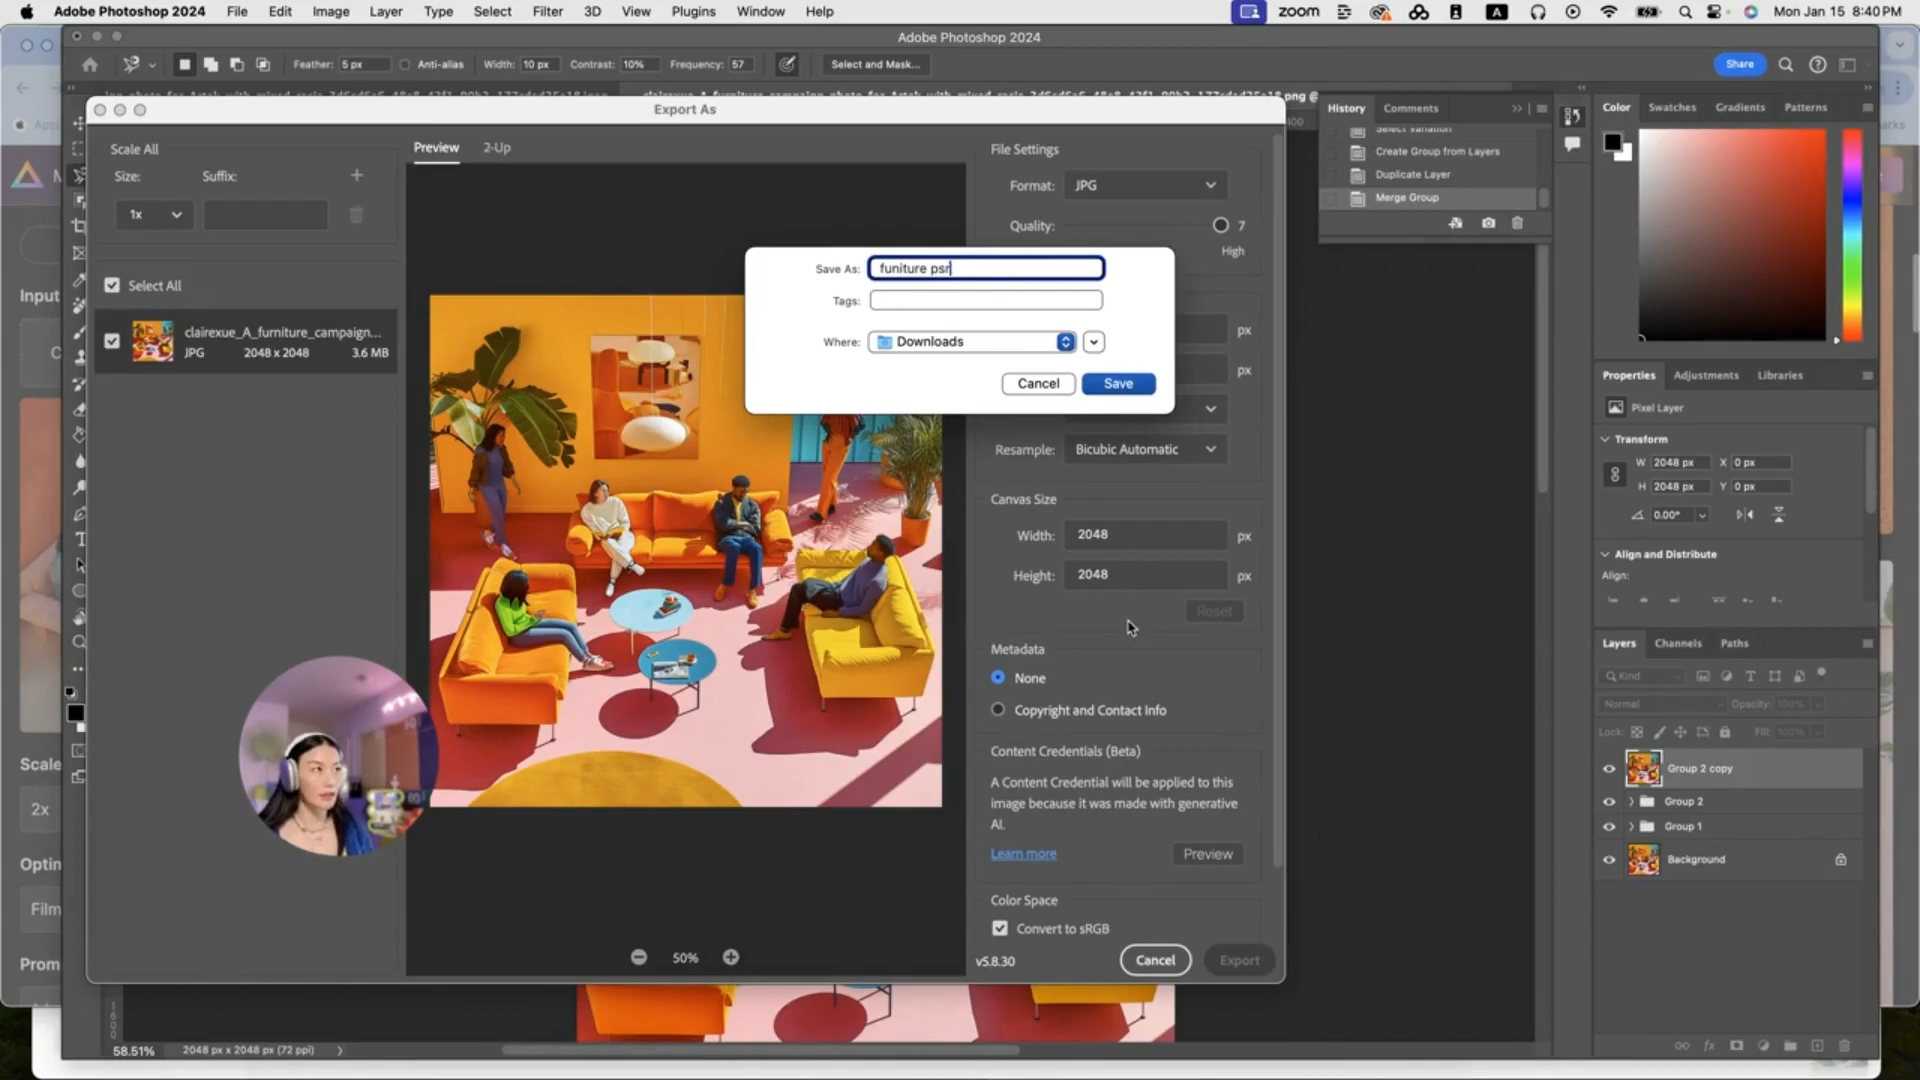 Adobe Photoshop 2024 File Edit Image Layer Type Select Filter 3D View Plugins Window Help zoom A Mon Jan 15 8:40 PM
Adobe Photoshop 2024
Feather: 5 px Anti-alias Width: 10 px Contrast: 10% Frequency: 57 Select and Mask... Share
Export As
Scale All
Size: Suffix:
1x
Select All
clairexue_A_furniture_campaign...
JPG 2048 x 2048 3.6 MB
Preview 2-Up
50%
File Settings
Format: JPG
Quality: 7
High
Save As: funiture psr
Tags:
Where: Downloads
Cancel Save
px
px
Resample: Bicubic Automatic
Canvas Size
Width: 2048 px
Height: 2048 px
Reset
Metadata
None
Copyright and Contact Info
Content Credentials (Beta)
A Content Credential will be applied to this
image because it was made with generative
AI.
Learn more Preview
Color Space
Convert to sRGB
v5.8.30 Cancel Export
History Comments
Select Variation
Create Group from Layers
Duplicate Layer
Merge Group
Color Swatches Gradients Patterns
Properties Adjustments Libraries
Pixel Layer
Transform
W 2048 px X 0 px
H 2048 px Y 0 px
0.00°
Align and Distribute
Align:
Layers Channels Paths
Kind
Normal Opacity: 100%
Lock: Fill: 100%
Group 2 copy
Group 2
Group 1
Background
Input
Scale
2x
Optin
Film
Prom
58.51% 2048 px x 2048 px (72 ppi)